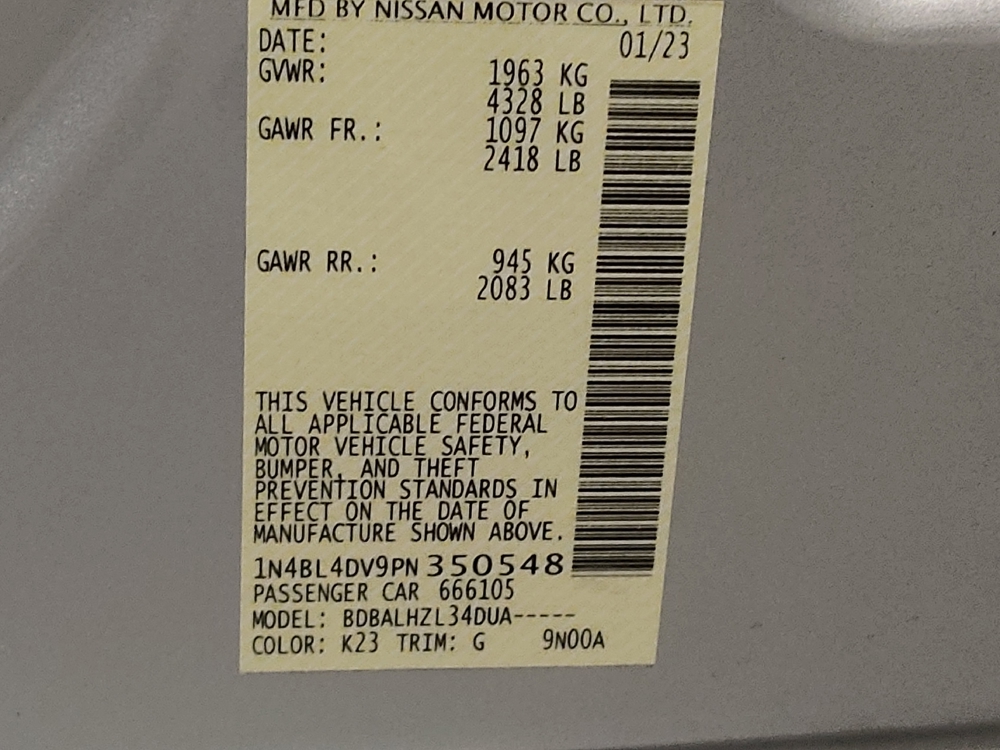 MFD BY NISSAN MOTOR CO., LTD.
DATE: 01/23
GVWR: 1963 KG
4328 LB
GAWR FR.: 1097 KG
2418 LB
GAWR RR.: 945 KG
2083 LB
THIS VEHICLE CONFORMS TO
ALL APPLICABLE FEDERAL
MOTOR VEHICLE SAFETY,
BUMPER, AND THEFT
PREVENTION STANDARDS IN
EFFECT ON THE DATE OF
MANUFACTURE SHOWN ABOVE.
1N4BL4DV9PN 350548
PASSENGER CAR 666105
MODEL: BDBALHZL34DUA-----
COLOR: K23 TRIM: G 9N00A